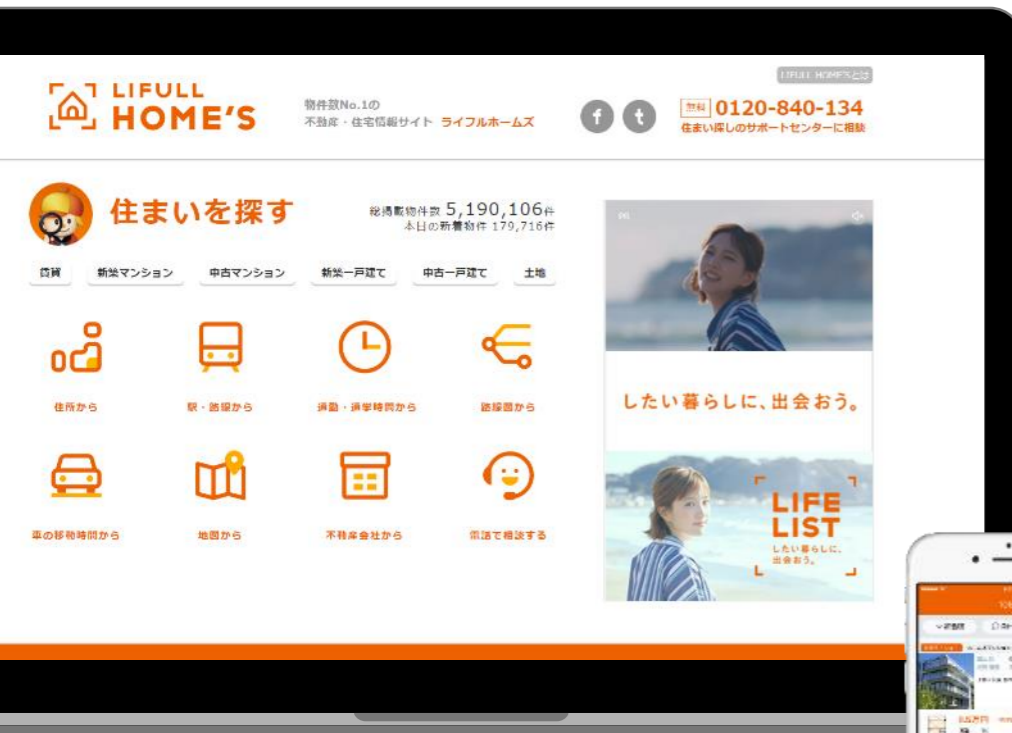 LIFULL HOME'Sとは
LIFULL
HOME'S
物件数No.1の
不動産・住宅情報サイト ライフルホームズ
f t
無料 0120-840-134
住まい探しのサポートセンターに相談
住まいを探す
総掲載物件数 5,190,106件
本日の新着物件 179,716件
賃貸 新築マンション 中古マンション 新築一戸建て 中古一戸建て 土地
住所から 駅・路線から 通勤・通学時間から 路線図から
車の移動時間から 地図から 不動産会社から 電話で相談する
したい暮らしに、出会おう。
LIFE
LIST
したい暮らしに、
出会おう。